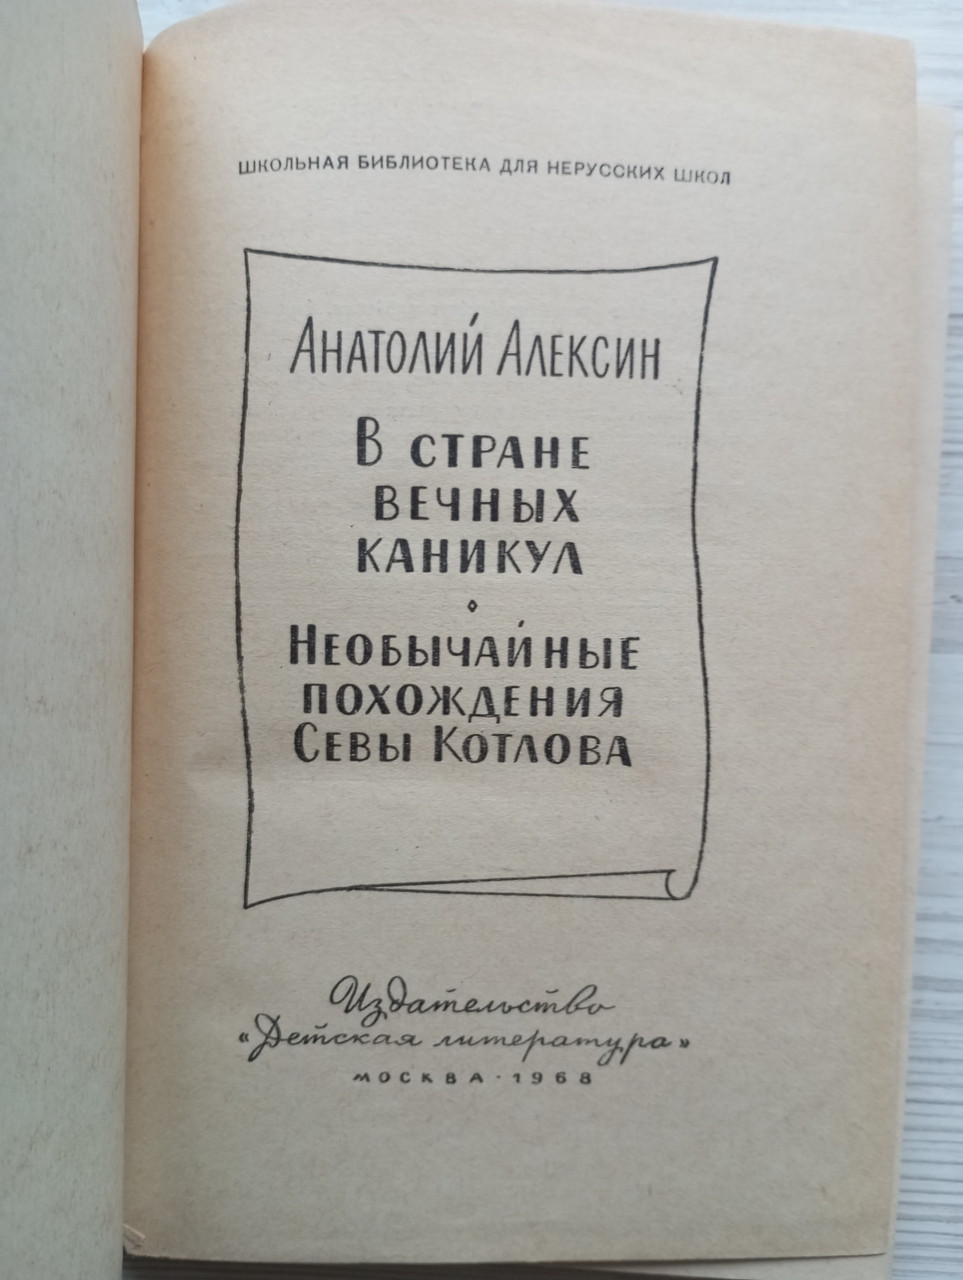 ШКОЛЬНАЯ БИБЛИОТЕКА ДЛЯ НЕРУССКИХ ШКОЛ
АНАТОЛИЙ АЛЕКСИН
В СТРАНЕ
ВЕЧНЫХ
КАНИКУЛ
НЕОБЫЧАЙНЫЕ
ПОХОЖДЕНИЯ
СЕВЫ КОТЛОВА
Издательство
«Детская литература»
МОСКВА · 1968